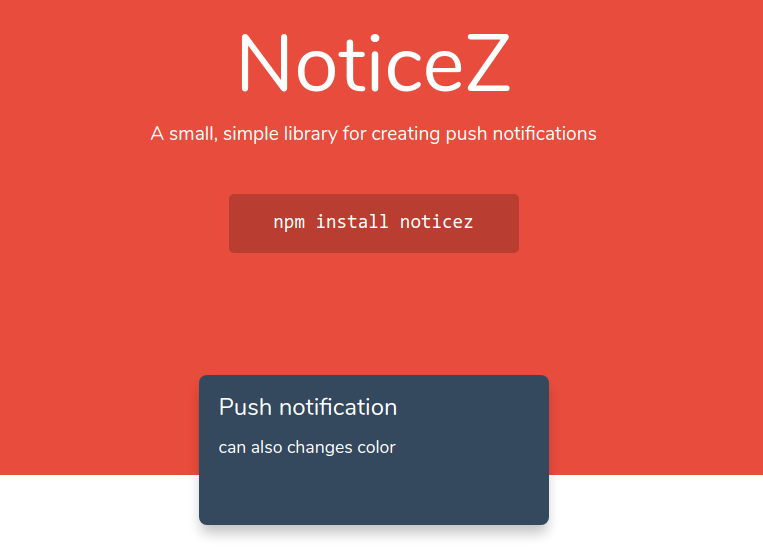 NoticeZ
A small, simple library for creating push notifications
npm install noticez
Push notification
can also changes color